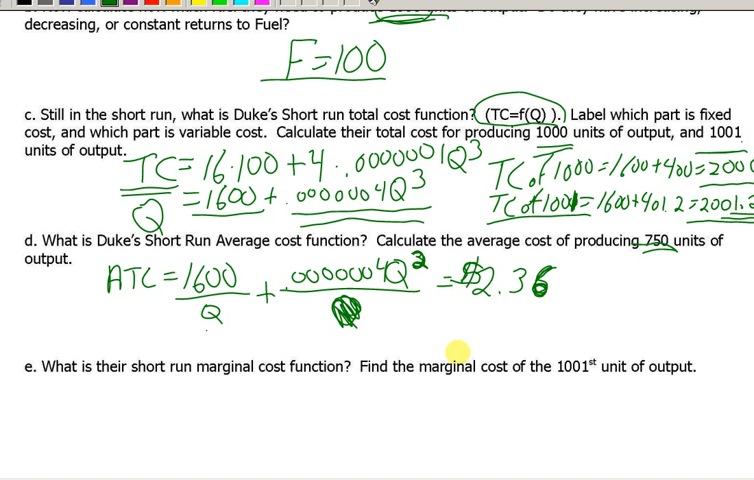 decreasing, or constant returns to Fuel?
F=100
c. Still in the short run, what is Duke's Short run total cost function? (TC=f(Q) ). Label which part is fixed
cost, and which part is variable cost. Calculate their total cost for producing 1000 units of output, and 1001
units of output.
TC=16·100+4·.0000001Q³
TC of 1000=1600+400=2000
Q =1600+.0000004Q³
TC of 1001=1600+401.2=2001.2
d. What is Duke's Short Run Average cost function? Calculate the average cost of producing 750 units of
output.
ATC=1600/Q + .0000004Q² =$2.36
e. What is their short run marginal cost function? Find the marginal cost of the 1001st unit of output.